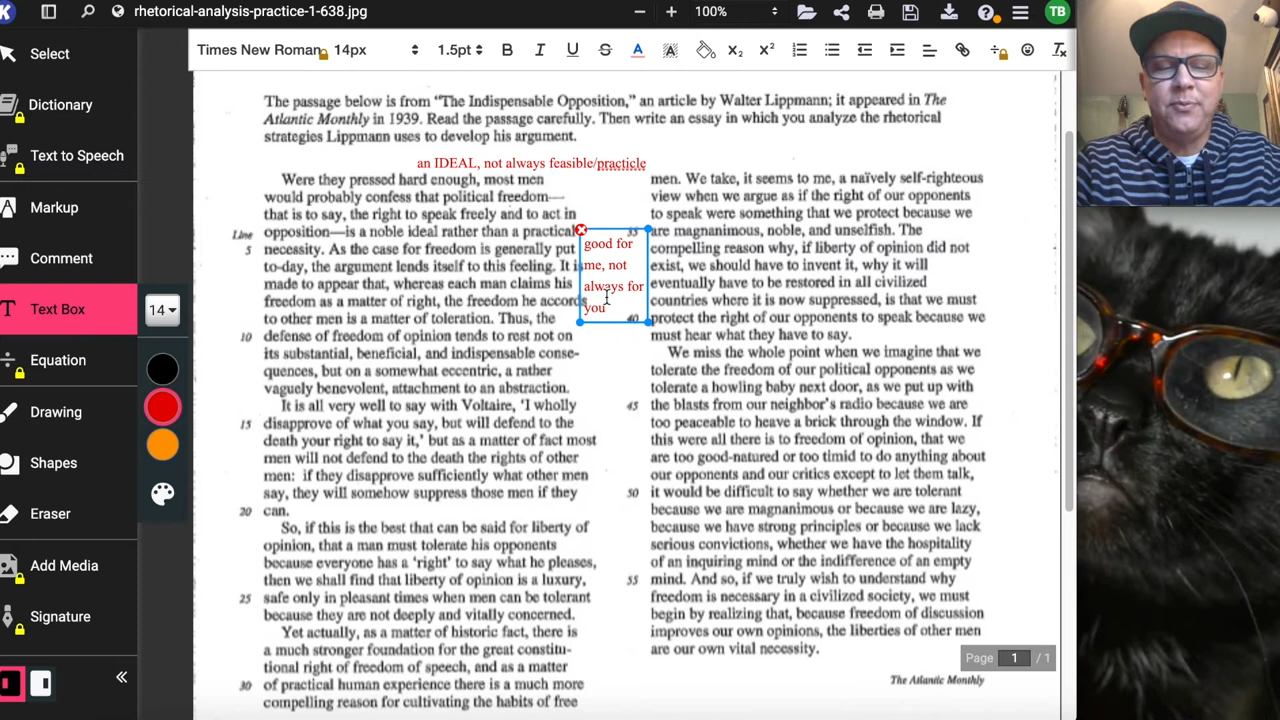 rhetorical-analysis-practice-1-638.jpg
100%
TB
Times New Roman 14px
1.5pt
Select
Dictionary
Text to Speech
Markup
Comment
Text Box
14
Equation
Drawing
Shapes
Eraser
Add Media
Signature
The passage below is from “The Indispensable Opposition,” an article by Walter Lippmann; it appeared in The
Atlantic Monthly in 1939. Read the passage carefully. Then write an essay in which you analyze the rhetorical
strategies Lippmann uses to develop his argument.
an IDEAL, not always feasible/practicle
Were they pressed hard enough, most men
would probably confess that political freedom—
that is to say, the right to speak freely and to act in
Line opposition—is a noble ideal rather than a practical
5 necessity. As the case for freedom is generally put
to-day, the argument lends itself to this feeling. It is
made to appear that, whereas each man claims his
freedom as a matter of right, the freedom he accords
to other men is a matter of toleration. Thus, the
10 defense of freedom of opinion tends to rest not on
its substantial, beneficial, and indispensable conse-
quences, but on a somewhat eccentric, a rather
vaguely benevolent, attachment to an abstraction.
It is all very well to say with Voltaire, ‘I wholly
15 disapprove of what you say, but will defend to the
death your right to say it,’ but as a matter of fact most
men will not defend to the death the rights of other
men: if they disapprove sufficiently what other men
say, they will somehow suppress those men if they
20 can.
So, if this is the best that can be said for liberty of
opinion, that a man must tolerate his opponents
because everyone has a ‘right’ to say what he pleases,
then we shall find that liberty of opinion is a luxury,
25 safe only in pleasant times when men can be tolerant
because they are not deeply and vitally concerned.
Yet actually, as a matter of historic fact, there is
a much stronger foundation for the great constitu-
tional right of freedom of speech, and as a matter
30 of practical human experience there is a much more
compelling reason for cultivating the habits of free
good for
me, not
always for
you
men. We take, it seems to me, a naïvely self-righteous
view when we argue as if the right of our opponents
to speak were something that we protect because we
35 are magnanimous, noble, and unselfish. The
compelling reason why, if liberty of opinion did not
exist, we should have to invent it, why it will
eventually have to be restored in all civilized
countries where it is now suppressed, is that we must
40 protect the right of our opponents to speak because we
must hear what they have to say.
We miss the whole point when we imagine that we
tolerate the freedom of our political opponents as we
tolerate a howling baby next door, as we put up with
45 the blasts from our neighbor’s radio because we are
too peaceable to heave a brick through the window. If
this were all there is to freedom of opinion, that we
are too good-natured or too timid to do anything about
our opponents and our critics except to let them talk,
50 it would be difficult to say whether we are tolerant
because we are magnanimous or because we are lazy,
because we have strong principles or because we lack
serious convictions, whether we have the hospitality
of an inquiring mind or the indifference of an empty
55 mind. And so, if we truly wish to understand why
freedom is necessary in a civilized society, we must
begin by realizing that, because freedom of discussion
improves our own opinions, the liberties of other men
are our own vital necessity.
The Atlantic Monthly
Page 1 / 1